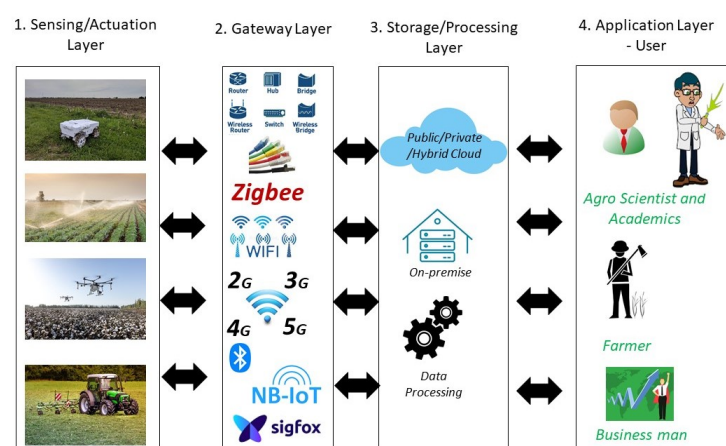 1. Sensing/Actuation
Layer
2. Gateway Layer
3. Storage/Processing
Layer
4. Application Layer
- User
Router
Hub
Bridge
Wireless
Router
Switch
Wireless
Bridge
Zigbee
WIFI
2G
3G
4G
5G
NB-IoT
sigfox
Public/Private
/Hybrid Cloud
On-premise
Data
Processing
Agro Scientist and
Academics
Farmer
Business man